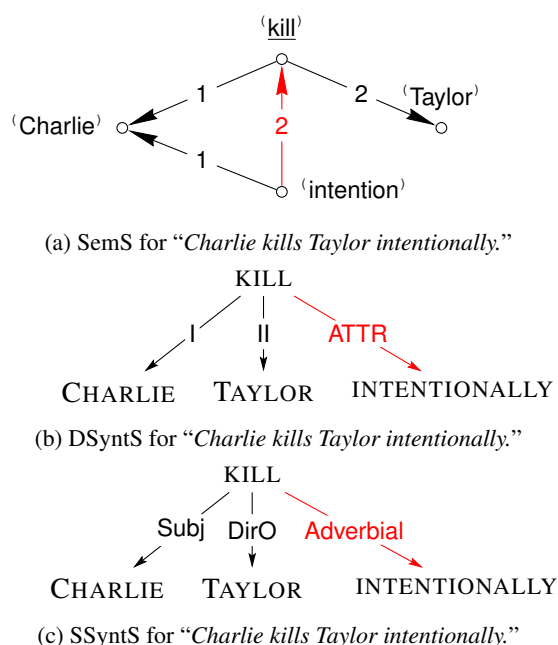 ⁽kill⁾
1 2
⁽Charlie⁾ 2 ⁽Taylor⁾
1
⁽intention⁾
(a) SemS for “Charlie kills Taylor intentionally.”
KILL
I II ATTR
CHARLIE TAYLOR INTENTIONALLY
(b) DSyntS for “Charlie kills Taylor intentionally.”
KILL
Subj DirO Adverbial
CHARLIE TAYLOR INTENTIONALLY
(c) SSyntS for “Charlie kills Taylor intentionally.”